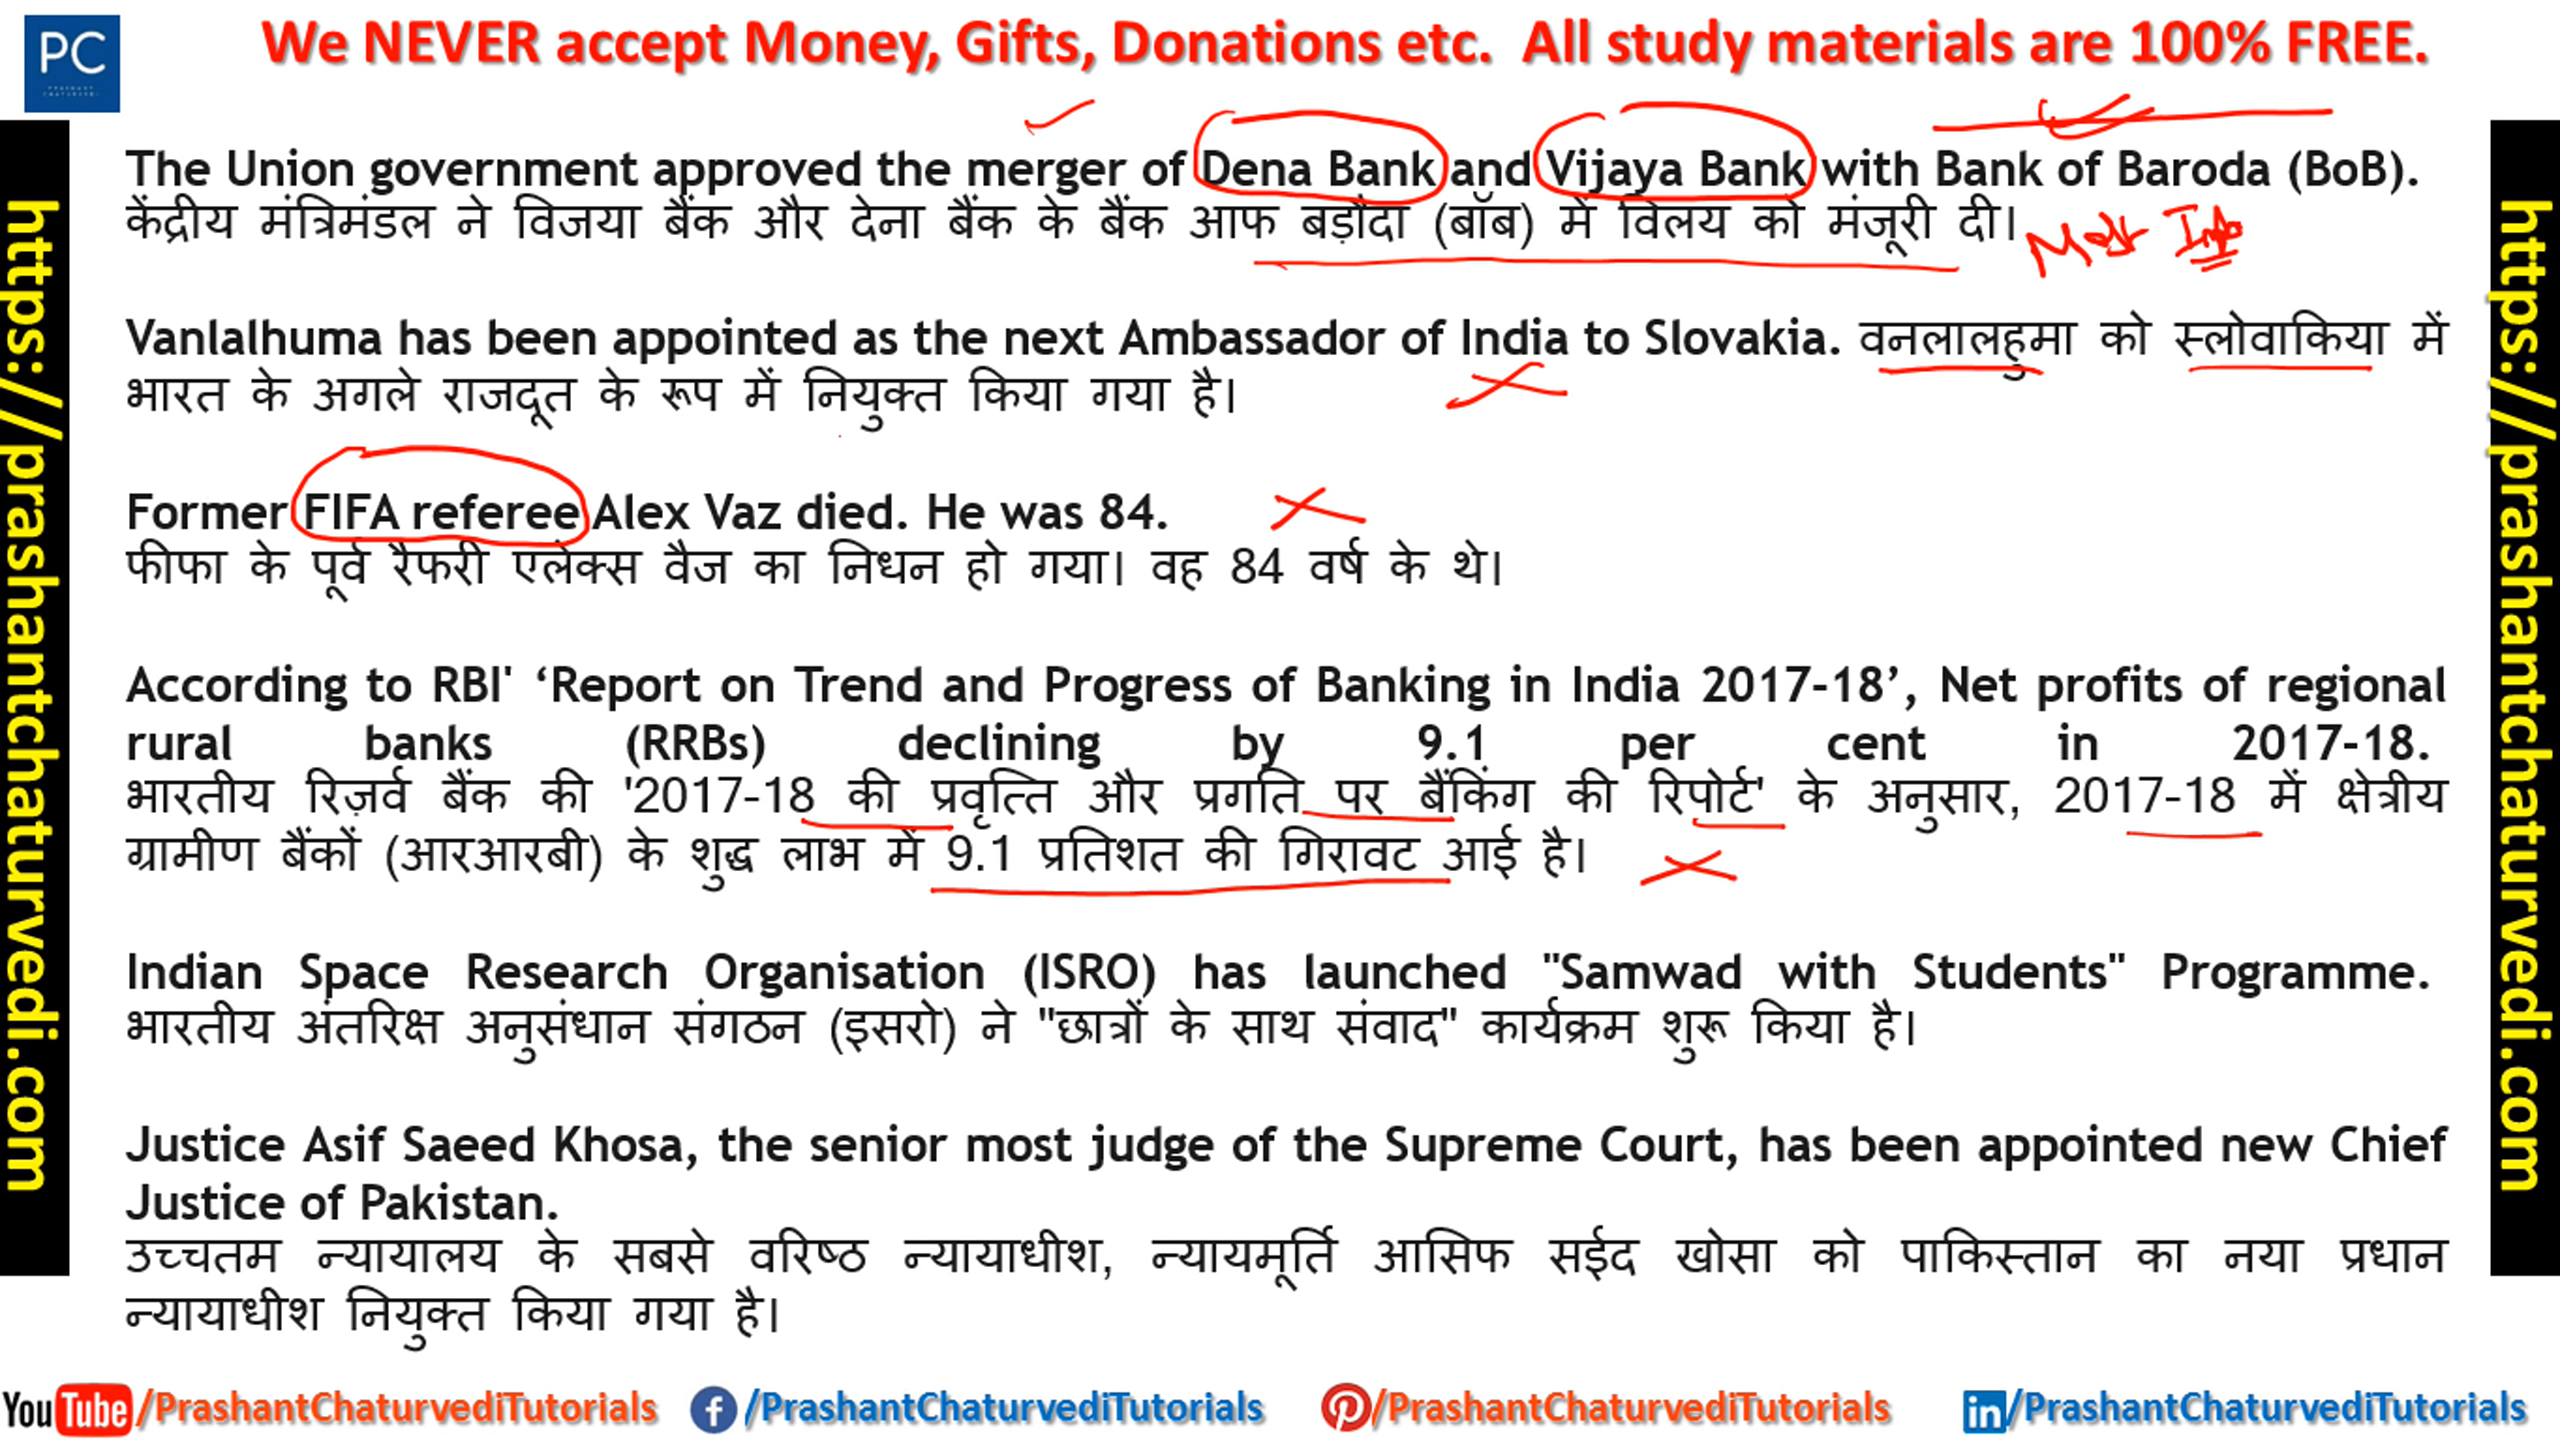 PC
PRASHANT
CHATURVEDI
We NEVER accept Money, Gifts, Donations etc. All study materials are 100% FREE.
https://prashantchaturvedi.com
The Union government approved the merger of Dena Bank and Vijaya Bank with Bank of Baroda (BoB).
केंद्रीय मंत्रिमंडल ने विजया बैंक और देना बैंक के बैंक आफ बड़ौदा (बॉब) में विलय को मंजूरी दी।
Most Imp
Vanlalhuma has been appointed as the next Ambassador of India to Slovakia. वनलालहुमा को स्लोवाकिया में
भारत के अगले राजदूत के रूप में नियुक्त किया गया है।
Former FIFA referee Alex Vaz died. He was 84.
फीफा के पूर्व रैफरी एलेक्स वैज का निधन हो गया। वह 84 वर्ष के थे।
According to RBI' ‘Report on Trend and Progress of Banking in India 2017-18’, Net profits of regional
rural banks (RRBs) declining by 9.1 per cent in 2017-18.
भारतीय रिज़र्व बैंक की '2017-18 की प्रवृत्ति और प्रगति पर बैंकिंग की रिपोर्ट' के अनुसार, 2017-18 में क्षेत्रीय
ग्रामीण बैंकों (आरआरबी) के शुद्ध लाभ में 9.1 प्रतिशत की गिरावट आई है।
Indian Space Research Organisation (ISRO) has launched "Samwad with Students" Programme.
भारतीय अंतरिक्ष अनुसंधान संगठन (इसरो) ने "छात्रों के साथ संवाद" कार्यक्रम शुरू किया है।
Justice Asif Saeed Khosa, the senior most judge of the Supreme Court, has been appointed new Chief
Justice of Pakistan.
उच्चतम न्यायालय के सबसे वरिष्ठ न्यायाधीश, न्यायमूर्ति आसिफ सईद खोसा को पाकिस्तान का नया प्रधान
न्यायाधीश नियुक्त किया गया है।
https://prashantchaturvedi.com
YouTube/PrashantChaturvediTutorials f/PrashantChaturvediTutorials /PrashantChaturvediTutorials in/PrashantChaturvediTutorials